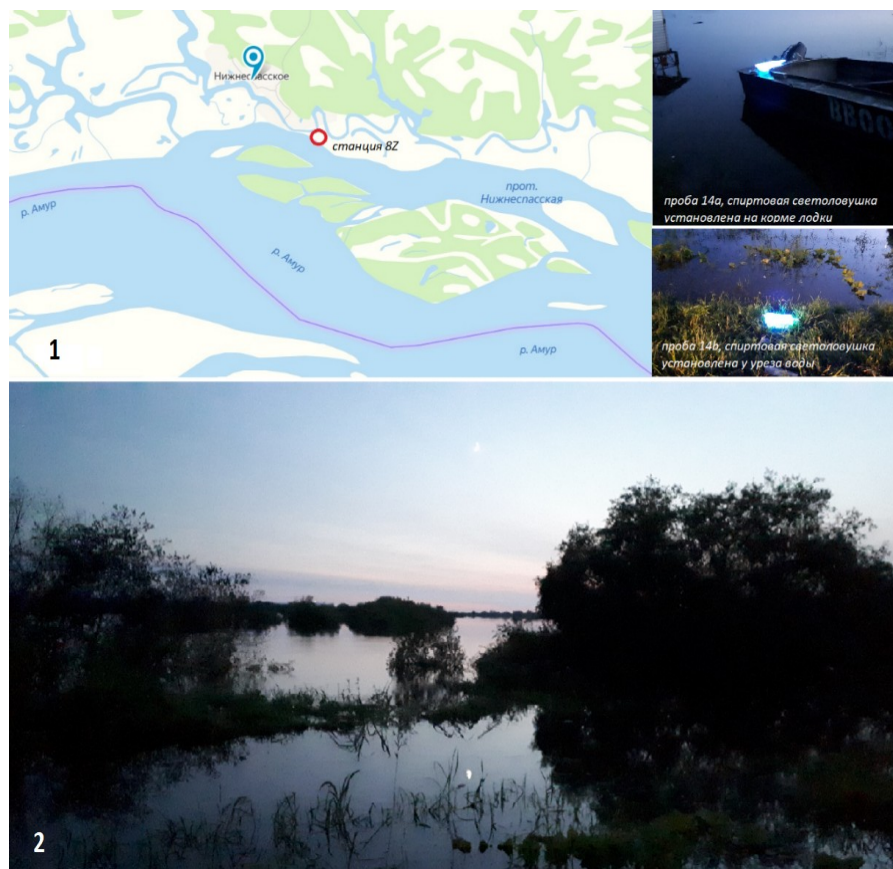 Нижнеспасское
станция 8Z
прот.
Нижнеспасская
р. Амур
р. Амур
р. Амур
1
проба 14a, спиртовая светоловушка
установлена на корме лодки
проба 14b, спиртовая светоловушка
установлена у уреза воды
2